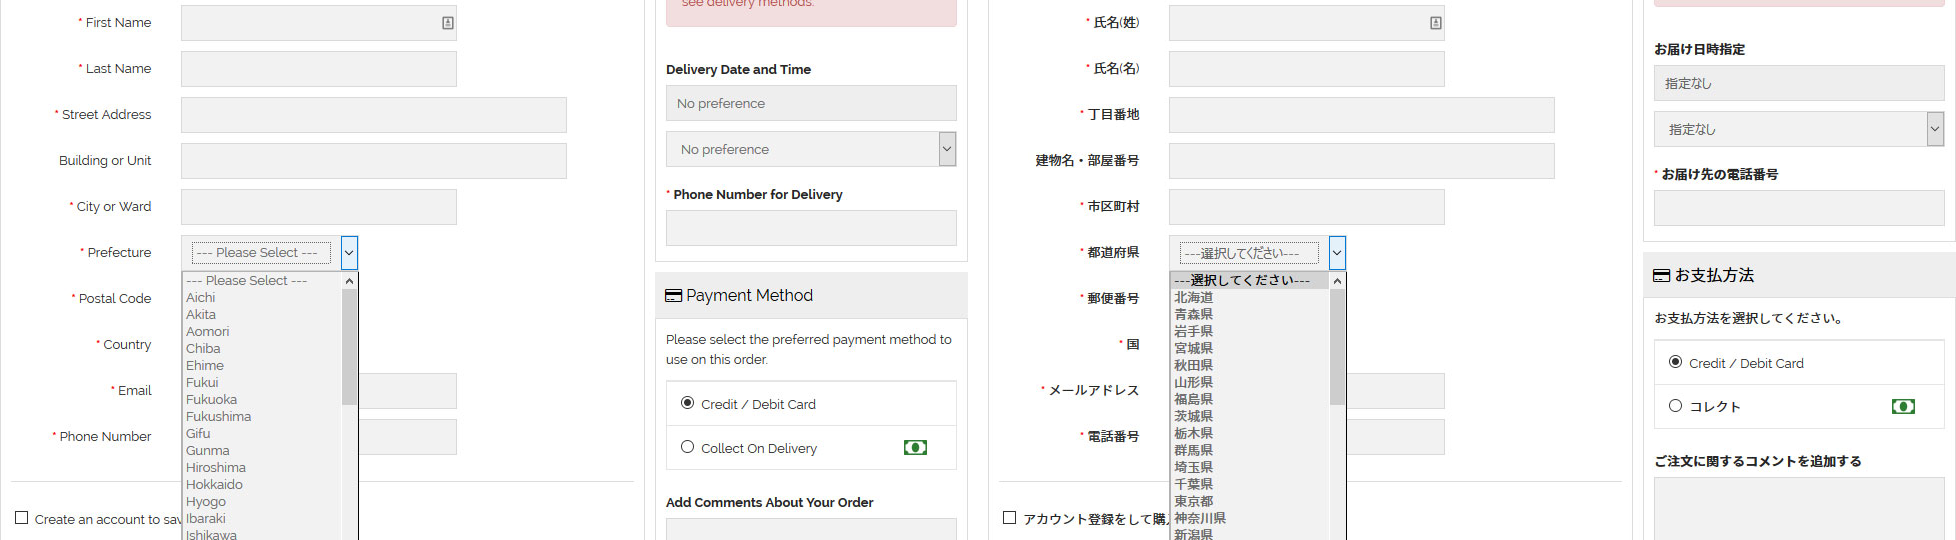 * First Name
* Last Name
* Street Address
Building or Unit
* City or Ward
* Prefecture
--- Please Select ---
--- Please Select ---
Aichi
Akita
Aomori
Chiba
Ehime
Fukui
Fukuoka
Fukushima
Gifu
Gunma
Hiroshima
Hokkaido
Hyogo
Ibaraki
Ishikawa
* Postal Code
* Country
* Email
* Phone Number
Create an account to sav
see delivery methods.
Delivery Date and Time
No preference
No preference
* Phone Number for Delivery
Payment Method
Please select the preferred payment method to
use on this order.
Credit / Debit Card
Collect On Delivery
Add Comments About Your Order
* 氏名(姓)
* 氏名(名)
* 丁目番地
建物名・部屋番号
* 市区町村
* 都道府県
---選択してください---
---選択してください---
北海道
青森県
岩手県
宮城県
秋田県
山形県
福島県
茨城県
栃木県
群馬県
埼玉県
千葉県
東京都
神奈川県
新潟県
* 郵便番号
* 国
* メールアドレス
* 電話番号
アカウント登録をして購入
お届け日時指定
指定なし
指定なし
* お届け先の電話番号
お支払方法
お支払方法を選択してください。
Credit / Debit Card
コレクト
ご注文に関するコメントを追加する